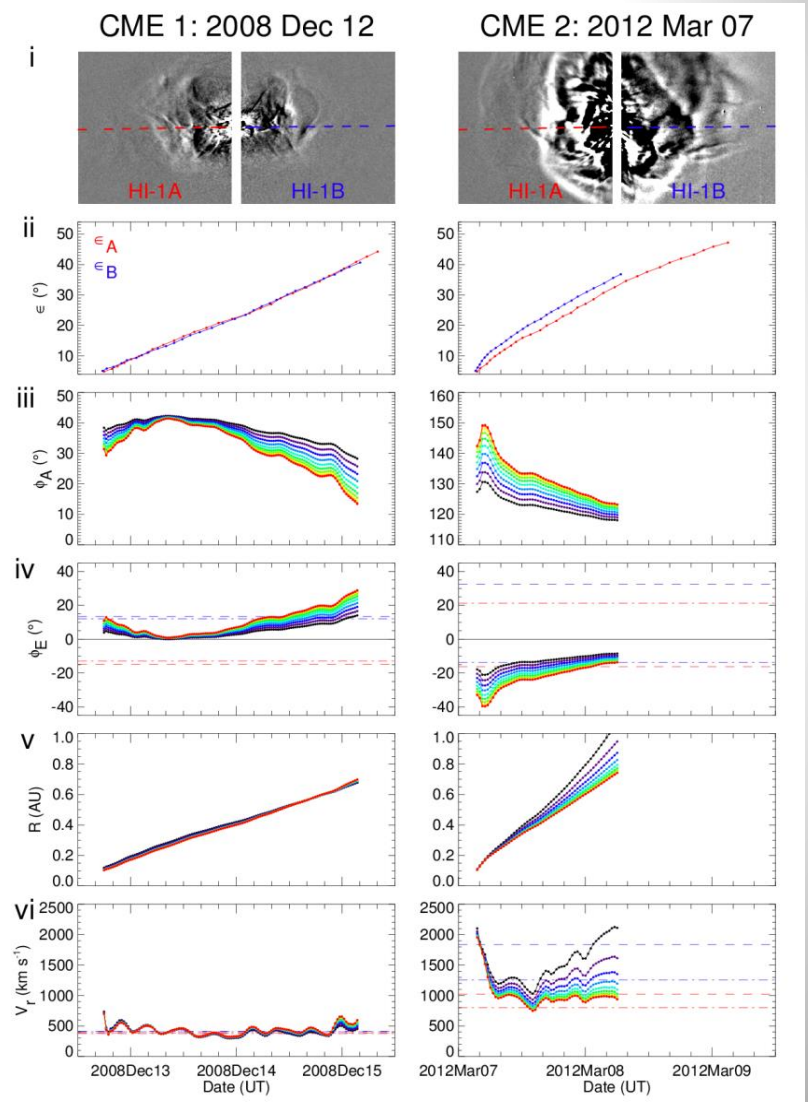 CME 1: 2008 Dec 12
CME 2: 2012 Mar 07
i
HI-1A
HI-1B
HI-1A
HI-1B
ii
50
40
30
20
10
ϵ (°)
ϵA
ϵB
50
40
30
20
10
iii
50
40
30
20
10
0
ϕA (°)
160
150
140
130
120
110
iv
40
20
0
-20
-40
ϕE (°)
40
20
0
-20
-40
v
1.0
0.8
0.6
0.4
0.2
0.0
R (AU)
1.0
0.8
0.6
0.4
0.2
0.0
vi
2500
2000
1500
1000
500
0
Vr (km s⁻¹)
2500
2000
1500
1000
500
0
2008Dec13
2008Dec14
2008Dec15
Date (UT)
2012Mar07
2012Mar08
2012Mar09
Date (UT)